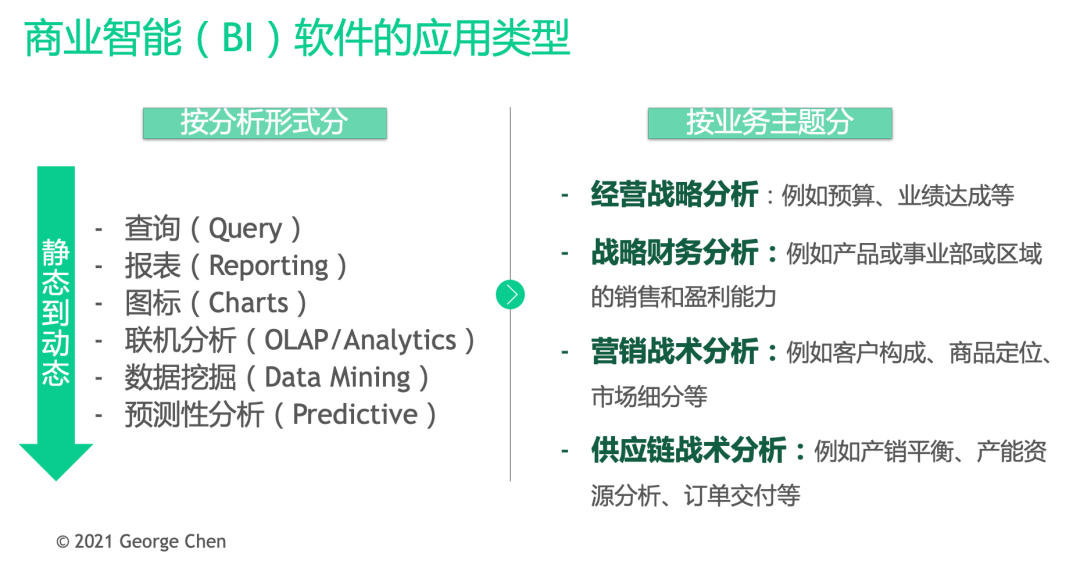 商业智能（BI）软件的应用类型
按分析形式分
静态到动态
- 查询（Query）
- 报表（Reporting）
- 图标（Charts）
- 联机分析（OLAP/Analytics）
- 数据挖掘（Data Mining）
- 预测性分析（Predictive）
按业务主题分
- 经营战略分析：例如预算、业绩达成等
- 战略财务分析：例如产品或事业部或区域
的销售和盈利能力
- 营销战术分析：例如客户构成、商品定位、
市场细分等
- 供应链战术分析：例如产销平衡、产能资
源分析、订单交付等
© 2021 George Chen